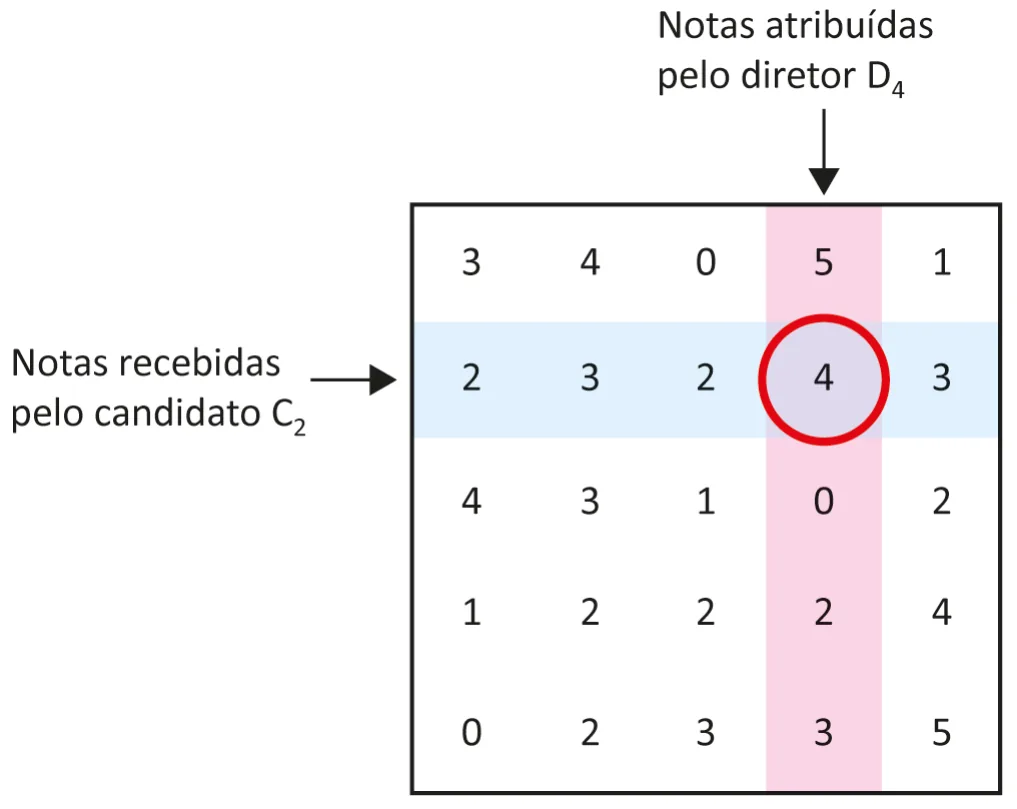 Notas atribuídas
pelo diretor D₄
3 4 0 5 1
Notas recebidas
pelo candidato C₂
2 3 2 4 3
4 3 1 0 2
1 2 2 2 4
0 2 3 3 5